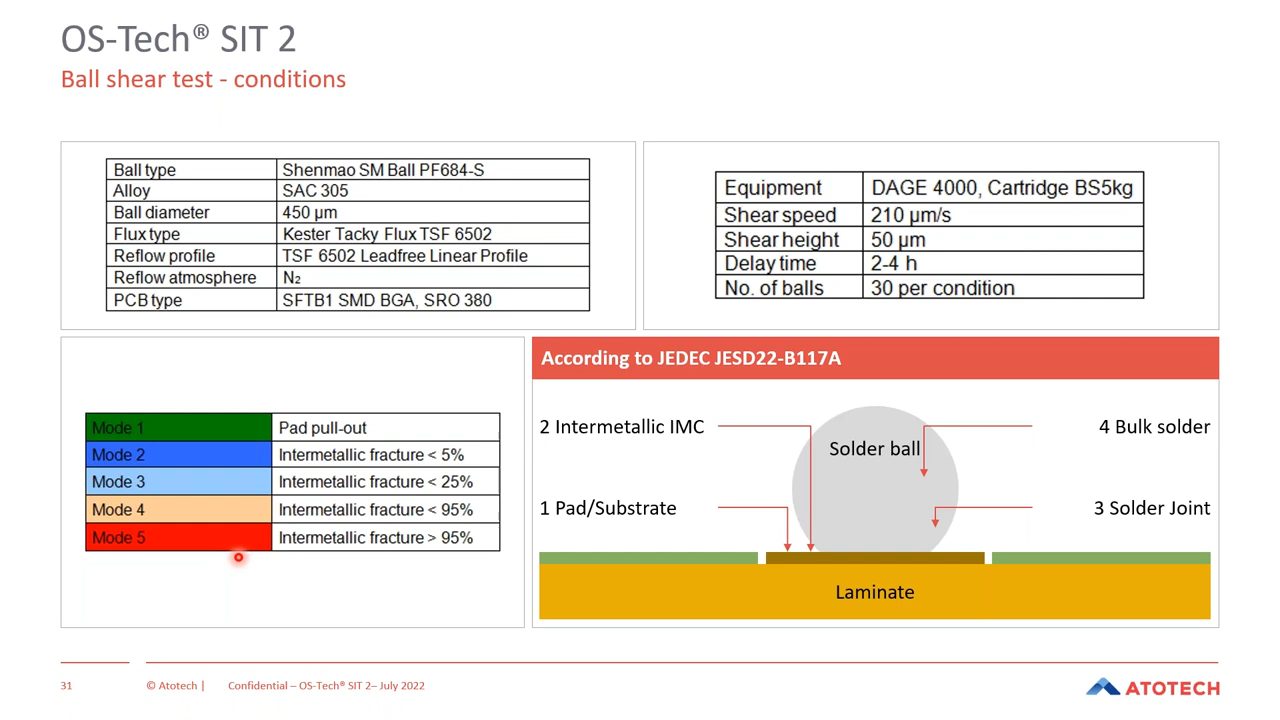 OS-Tech® SIT 2
Ball shear test - conditions
Ball type Shenmao SM Ball PF684-S
Alloy SAC 305
Ball diameter 450 µm
Flux type Kester Tacky Flux TSF 6502
Reflow profile TSF 6502 Leadfree Linear Profile
Reflow atmosphere N₂
PCB type SFTB1 SMD BGA, SRO 380
Equipment DAGE 4000, Cartridge BS5kg
Shear speed 210 µm/s
Shear height 50 µm
Delay time 2-4 h
No. of balls 30 per condition
Mode 1 Pad pull-out
Mode 2 Intermetallic fracture < 5%
Mode 3 Intermetallic fracture < 25%
Mode 4 Intermetallic fracture < 95%
Mode 5 Intermetallic fracture > 95%
According to JEDEC JESD22-B117A
2 Intermetallic IMC
4 Bulk solder
Solder ball
1 Pad/Substrate
3 Solder Joint
Laminate
31 © Atotech | Confidential – OS-Tech® SIT 2– July 2022
ATOTECH